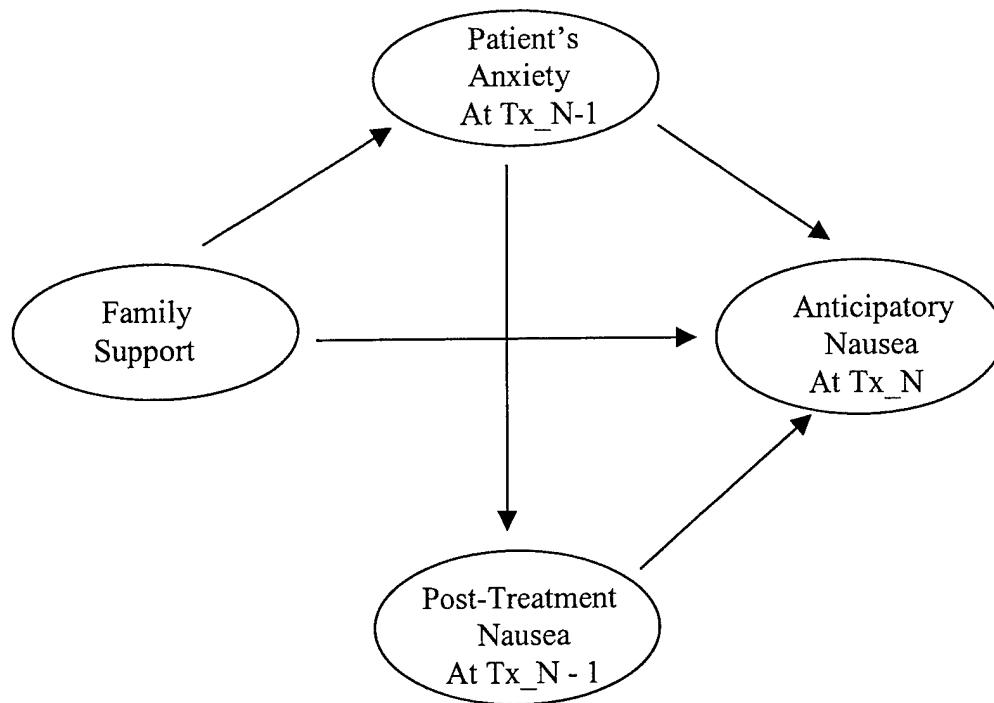 Patient's
Anxiety
At Tx_N-1
Family
Support
Anticipatory
Nausea
At Tx_N
Post-Treatment
Nausea
At Tx_N - 1